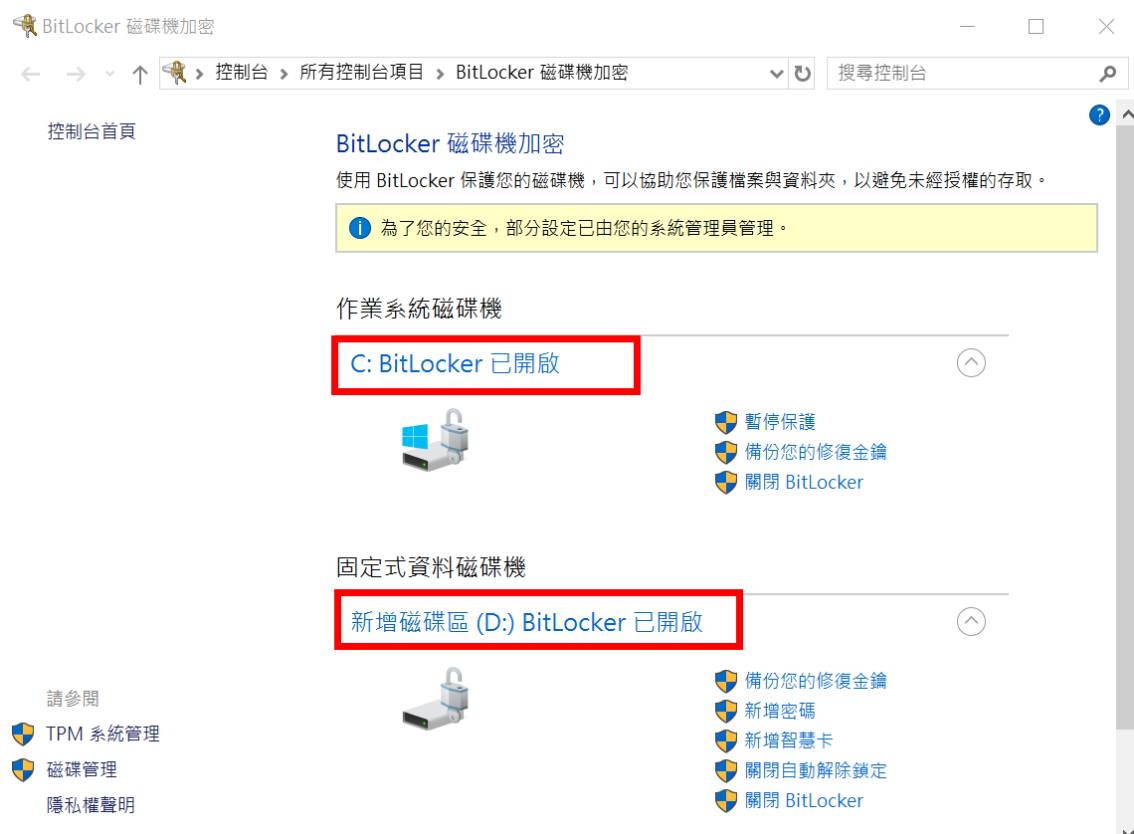 BitLocker 磁碟機加密
控制台 > 所有控制台項目 > BitLocker 磁碟機加密
搜尋控制台
控制台首頁
BitLocker 磁碟機加密
使用 BitLocker 保護您的磁碟機，可以協助您保護檔案與資料夾，以避免未經授權的存取。
為了您的安全，部分設定已由您的系統管理員管理。
作業系統磁碟機
C: BitLocker 已開啟
暫停保護
備份您的修復金鑰
關閉 BitLocker
固定式資料磁碟機
新增磁碟區 (D:) BitLocker 已開啟
備份您的修復金鑰
新增密碼
新增智慧卡
關閉自動解除鎖定
關閉 BitLocker
請參閱
TPM 系統管理
磁碟管理
隱私權聲明